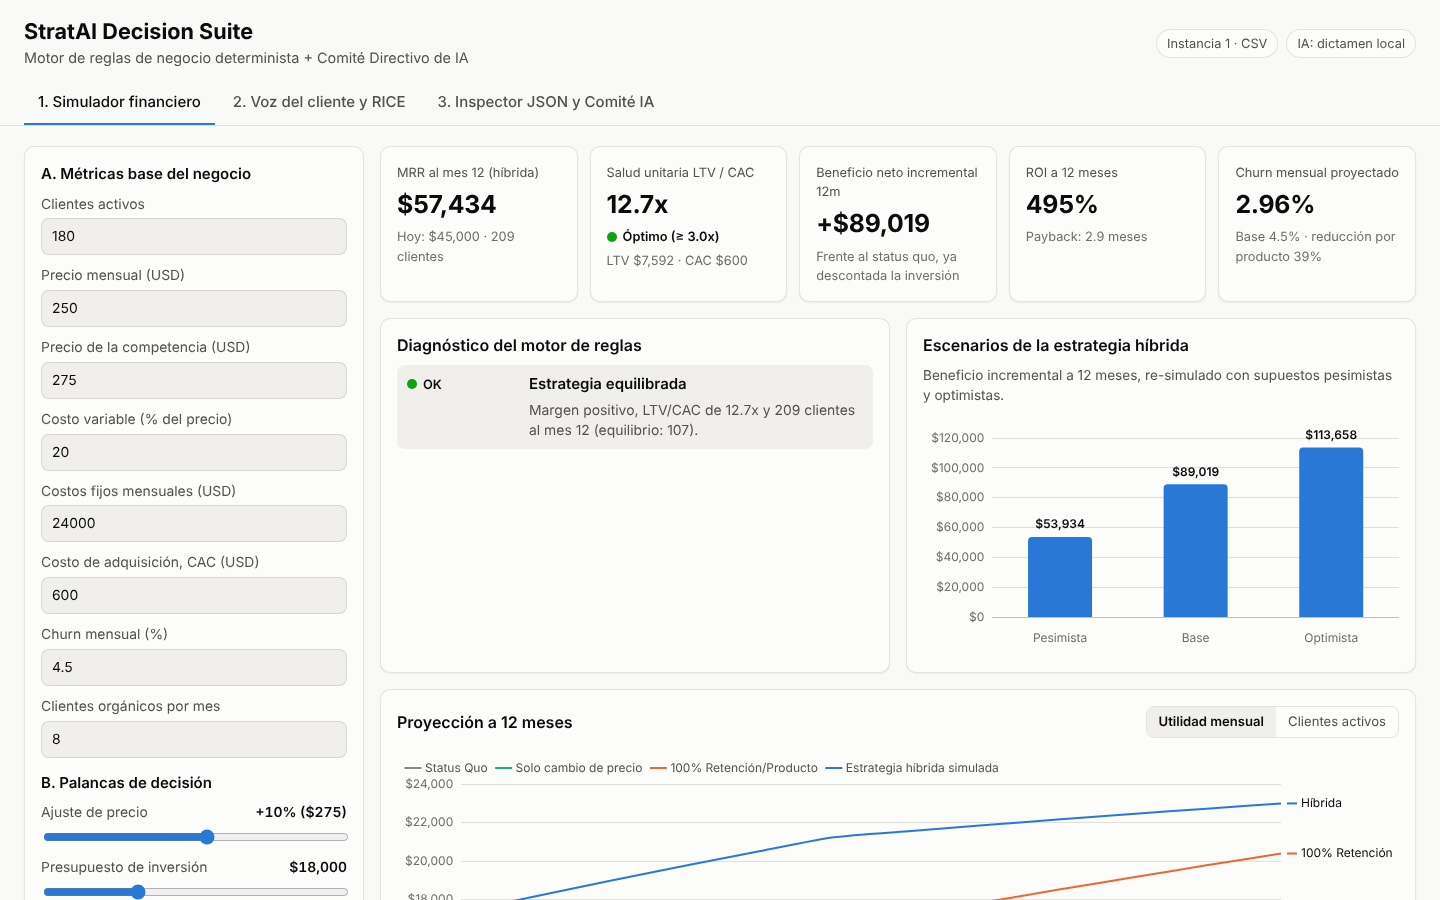 StratAI Decision Suite
Motor de reglas de negocio determinista + Comité Directivo de IA
Instancia 1 · CSV
IA: dictamen local
1. Simulador financiero
2. Voz del cliente y RICE
3. Inspector JSON y Comité IA
A. Métricas base del negocio
Clientes activos
180
Precio mensual (USD)
250
Precio de la competencia (USD)
275
Costo variable (% del precio)
20
Costos fijos mensuales (USD)
24000
Costo de adquisición, CAC (USD)
600
Churn mensual (%)
4.5
Clientes orgánicos por mes
8
B. Palancas de decisión
Ajuste de precio
+10% ($275)
Presupuesto de inversión
$18,000
MRR al mes 12 (híbrida)
$57,434
Hoy: $45,000 · 209
clientes
Salud unitaria LTV / CAC
12.7x
Óptimo (≥ 3.0x)
LTV $7,592 · CAC $600
Beneficio neto incremental
12m
+$89,019
Frente al status quo, ya
descontada la inversión
ROI a 12 meses
495%
Payback: 2.9 meses
Churn mensual proyectado
2.96%
Base 4.5% · reducción por
producto 39%
Diagnóstico del motor de reglas
OK
Estrategia equilibrada
Margen positivo, LTV/CAC de 12.7x y 209 clientes
al mes 12 (equilibrio: 107).
Escenarios de la estrategia híbrida
Beneficio incremental a 12 meses, re-simulado con supuestos pesimistas
y optimistas.
$120,000
$100,000
$80,000
$60,000
$40,000
$20,000
$0
$53,934
$89,019
$113,658
Pesimista
Base
Optimista
Proyección a 12 meses
Utilidad mensual
Clientes activos
Status Quo
Solo cambio de precio
100% Retención/Producto
Estrategia híbrida simulada
$24,000
$22,000
$20,000
$18,000
Híbrida
100% Retención